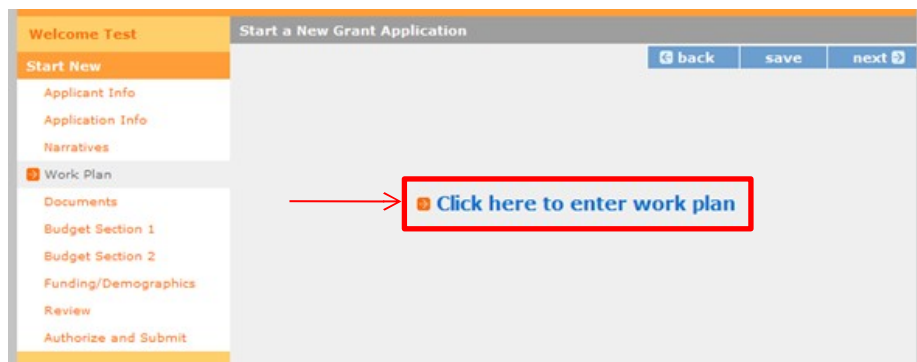 Welcome Test
Start New
Applicant Info
Application Info
Narratives
Work Plan
Documents
Budget Section 1
Budget Section 2
Funding/Demographics
Review
Authorize and Submit
Start a New Grant Application
back save next
Click here to enter work plan